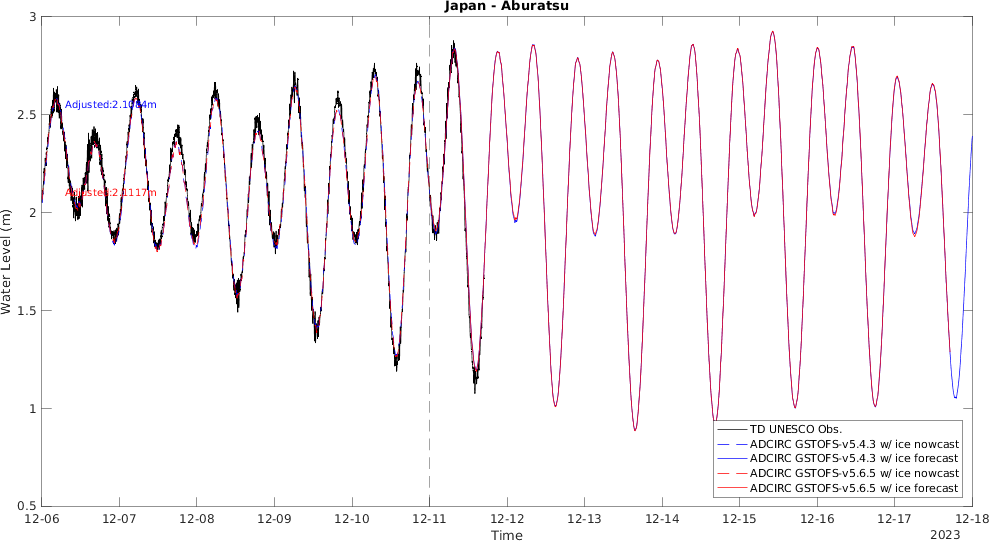 Japan - Aburatsu
3
2.5
2
1.5
1
0.5
Water Level (m)
Adjusted:2.1084m
Adjusted:2.1117m
TD UNESCO Obs.
ADCIRC GSTOFS-v5.4.3 w/ ice nowcast
ADCIRC GSTOFS-v5.4.3 w/ ice forecast
ADCIRC GSTOFS-v5.6.5 w/ ice nowcast
ADCIRC GSTOFS-v5.6.5 w/ ice forecast
12-06 12-07 12-08 12-09 12-10 12-11 12-12 12-13 12-14 12-15 12-16 12-17 12-18
Time
2023